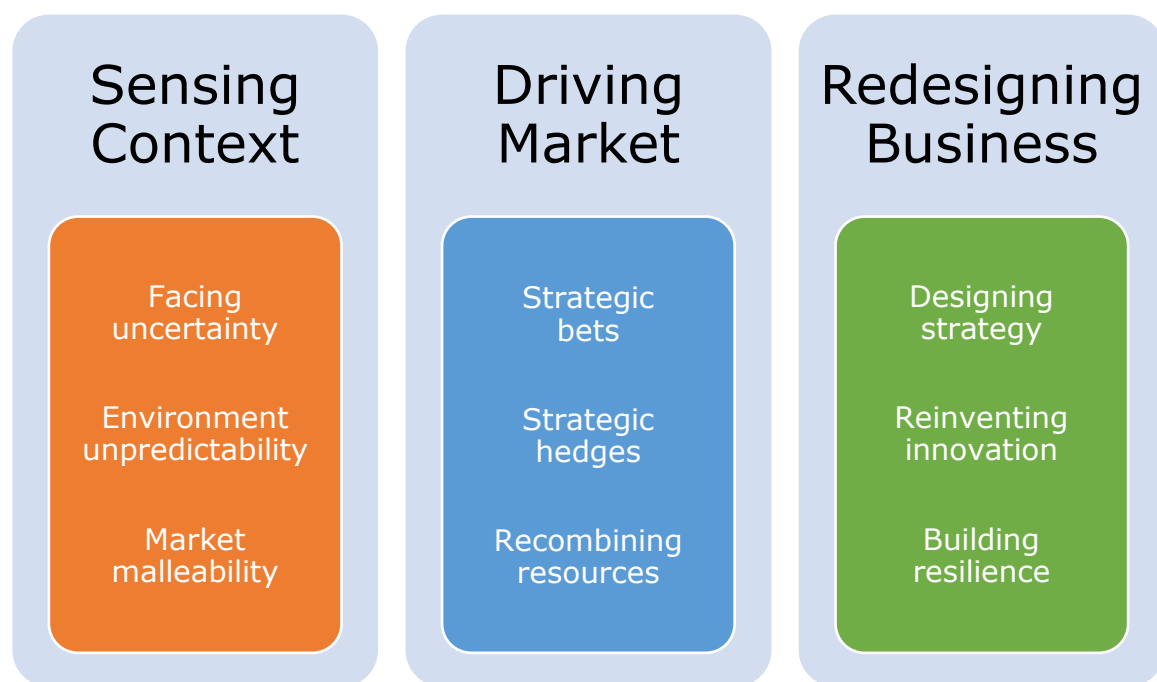 Sensing
Context
Facing
uncertainty
Environment
unpredictability
Market
malleability
Driving
Market
Strategic
bets
Strategic
hedges
Recombining
resources
Redesigning
Business
Designing
strategy
Reinventing
innovation
Building
resilience